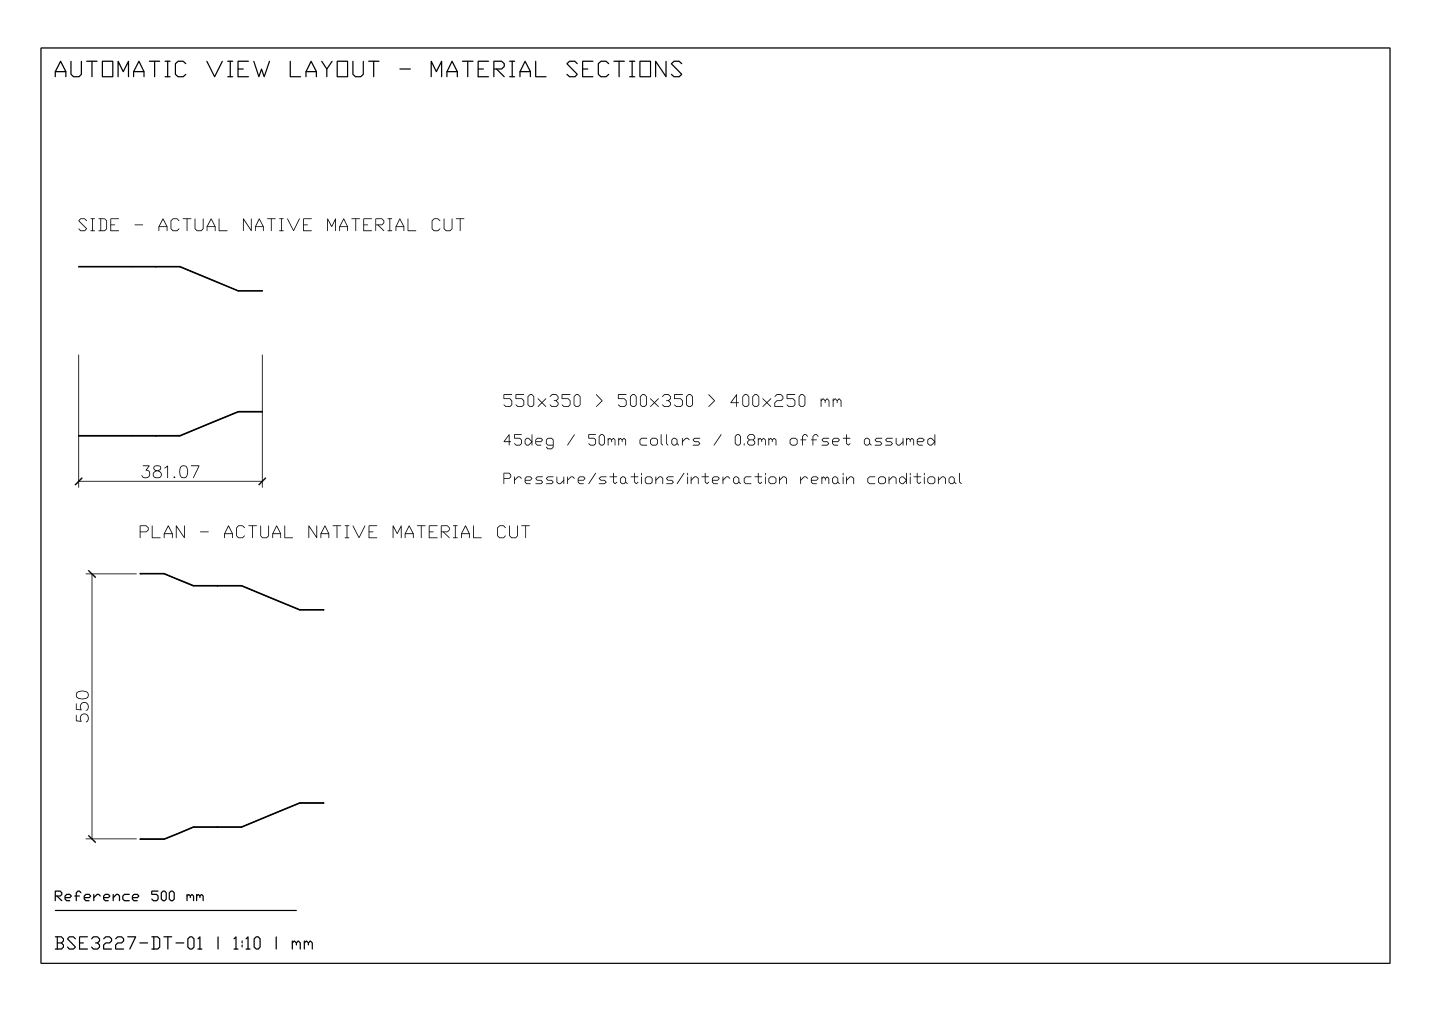 AUTOMATIC VIEW LAYOUT - MATERIAL SECTIONS
SIDE - ACTUAL NATIVE MATERIAL CUT
381.07
550x350 > 500x350 > 400x250 mm
45deg / 50mm collars / 0.8mm offset assumed
Pressure/stations/interaction remain conditional
PLAN - ACTUAL NATIVE MATERIAL CUT
550
Reference 500 mm
BSE3227-DT-01 | 1:10 | mm